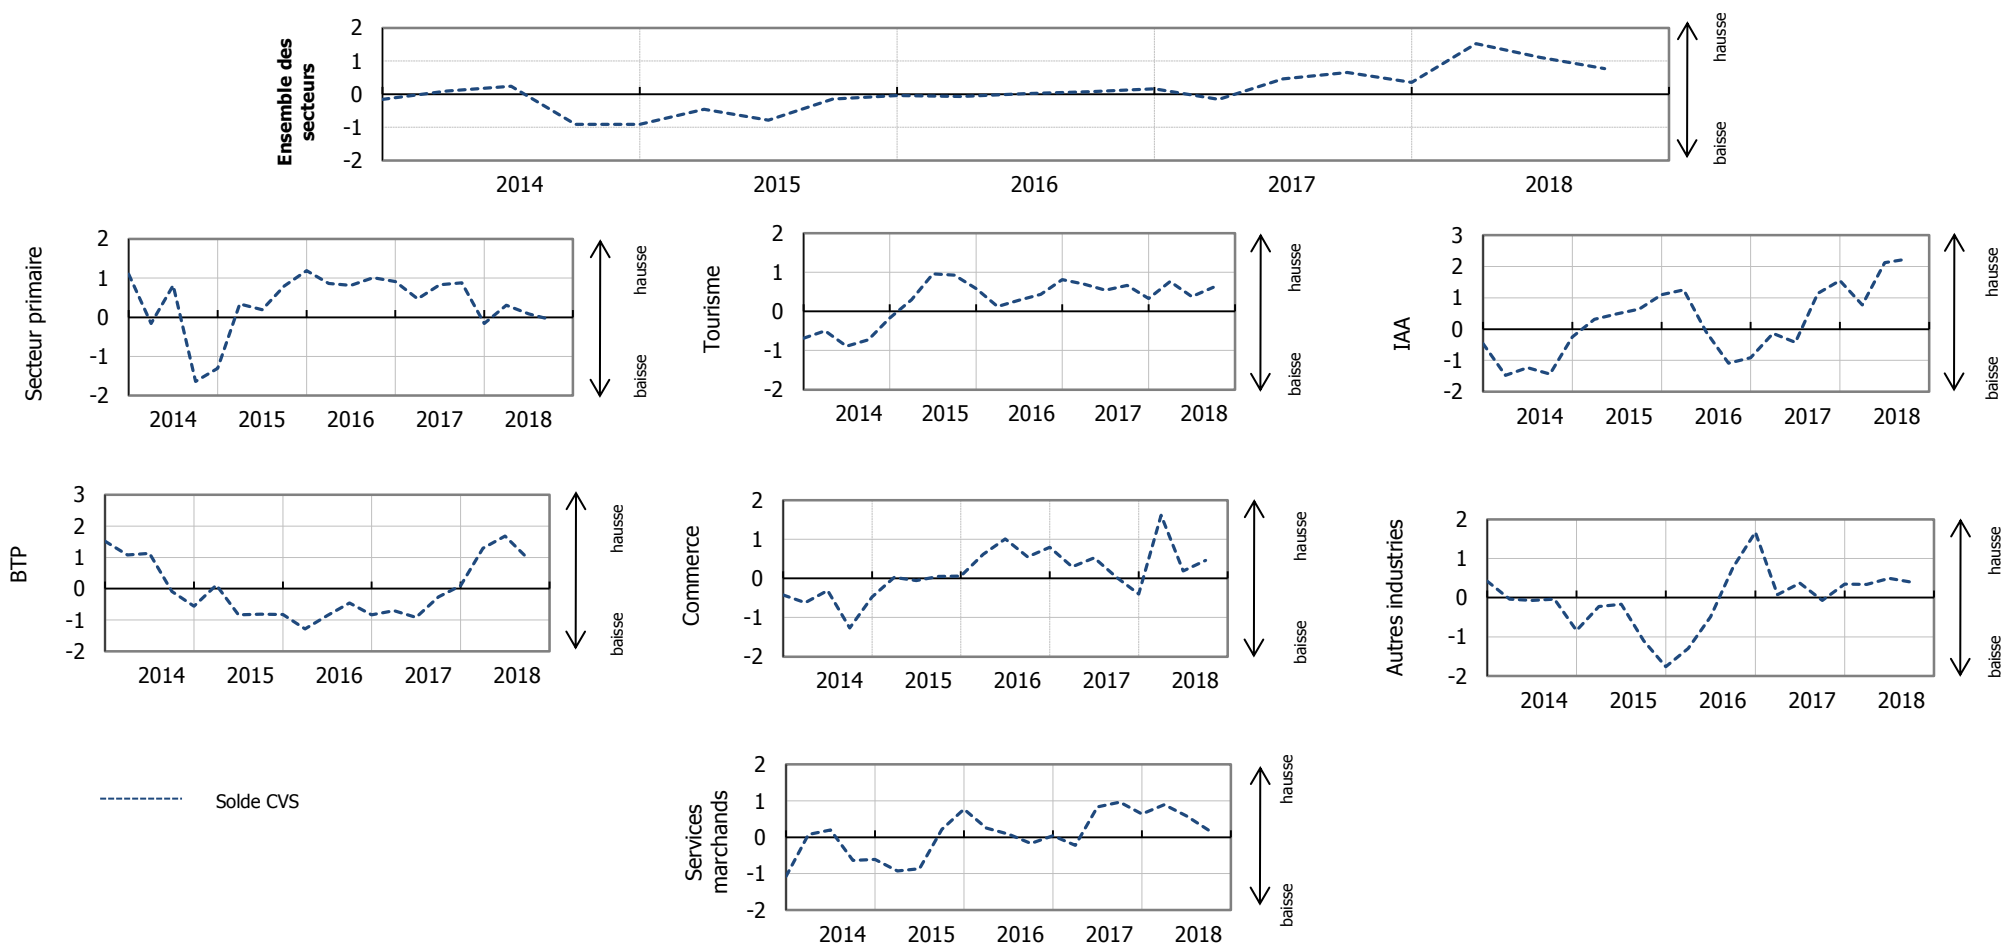 Ensemble des
secteurs
2
1
0
-1
-2
2014 2015 2016 2017 2018
hausse
baisse
Secteur primaire
2
1
0
-1
-2
2014 2015 2016 2017 2018
hausse
baisse
Tourisme
2
1
0
-1
-2
2014 2015 2016 2017 2018
hausse
baisse
IAA
3
2
1
0
-1
-2
2014 2015 2016 2017 2018
hausse
baisse
BTP
3
2
1
0
-1
-2
2014 2015 2016 2017 2018
hausse
baisse
Commerce
2
1
0
-1
-2
2014 2015 2016 2017 2018
hausse
baisse
Autres industries
2
1
0
-1
-2
2014 2015 2016 2017 2018
hausse
baisse
Solde CVS
Services
marchands
2
1
0
-1
-2
2014 2015 2016 2017 2018
hausse
baisse